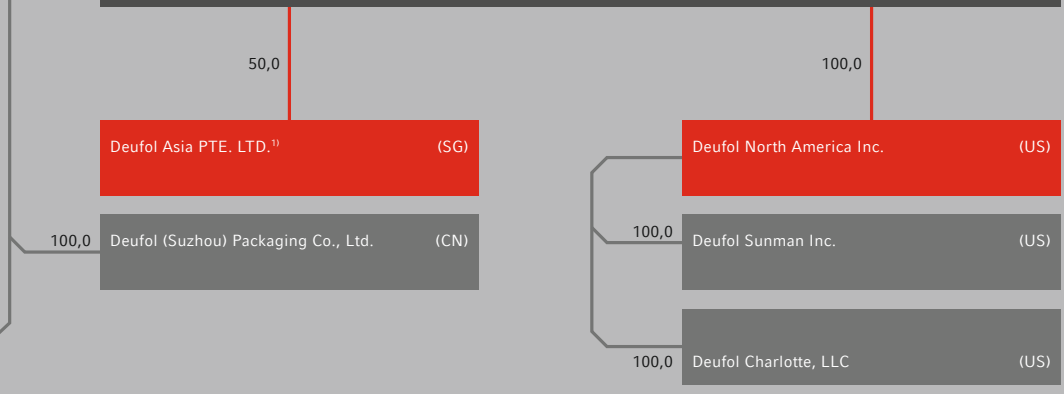 50,0
100,0
Deufol Asia PTE. LTD.1) (SG)
Deufol North America Inc. (US)
100,0 Deufol (Suzhou) Packaging Co., Ltd. (CN)
100,0 Deufol Sunman Inc. (US)
100,0 Deufol Charlotte, LLC (US)